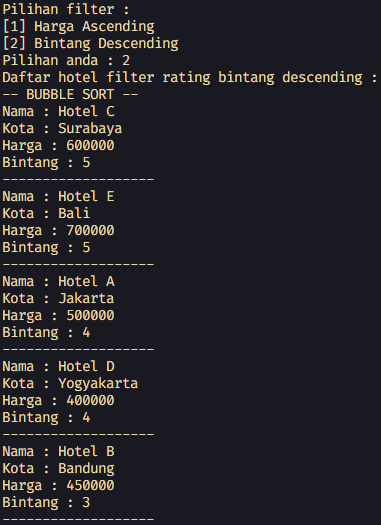 Pilihan filter :
[1] Harga Ascending
[2] Bintang Descending
Pilihan anda : 2
Daftar hotel filter rating bintang descending :
-- BUBBLE SORT --
Nama : Hotel C
Kota : Surabaya
Harga : 600000
Bintang : 5
-------------------
Nama : Hotel E
Kota : Bali
Harga : 700000
Bintang : 5
-------------------
Nama : Hotel A
Kota : Jakarta
Harga : 500000
Bintang : 4
-------------------
Nama : Hotel D
Kota : Yogyakarta
Harga : 400000
Bintang : 4
-------------------
Nama : Hotel B
Kota : Bandung
Harga : 450000
Bintang : 3
-------------------